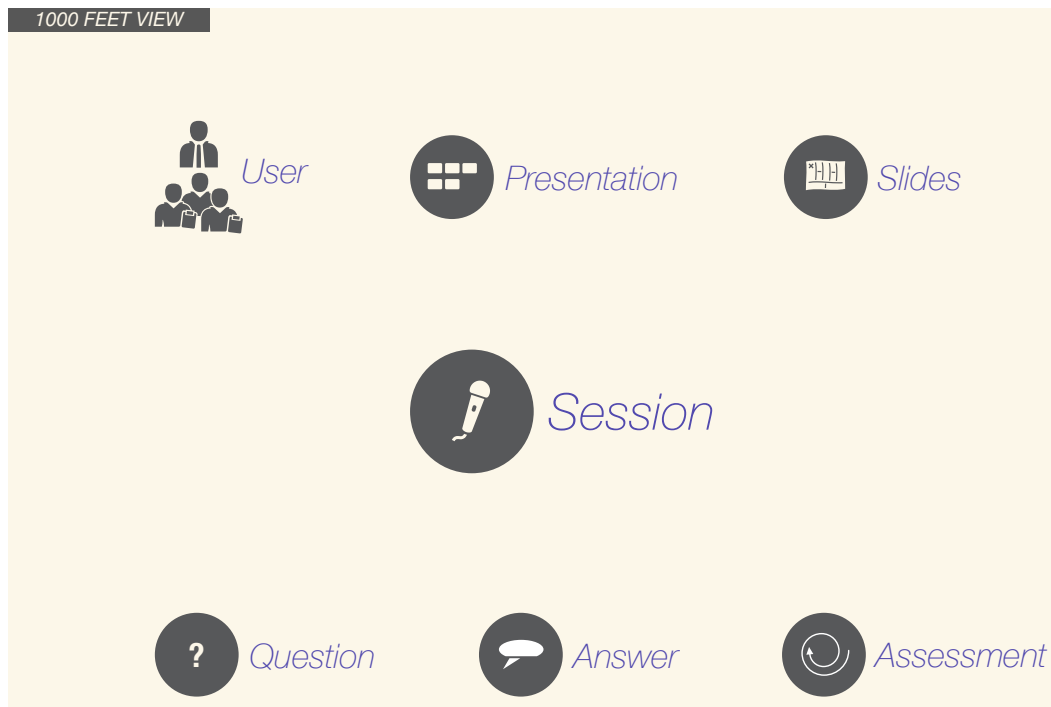 1000 FEET VIEW
User
Presentation
Slides
Session
?
Question
Answer
Assessment